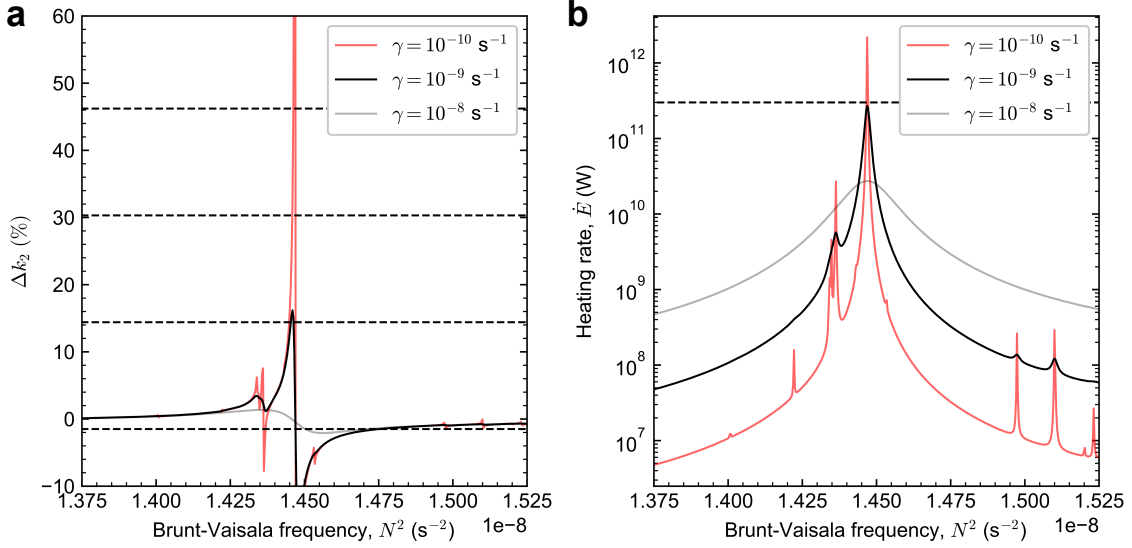 a
60
50
40
30
20
10
0
−10
Δk₂ (%)
γ = 10⁻¹⁰ s⁻¹
γ = 10⁻⁹ s⁻¹
γ = 10⁻⁸ s⁻¹
1.375
1.400
1.425
1.450
1.475
1.500
1.525
1e−8
Brunt-Vaisala frequency, N² (s⁻²)
b
10¹²
10¹¹
10¹⁰
10⁹
10⁸
10⁷
Heating rate, Ė (W)
γ = 10⁻¹⁰ s⁻¹
γ = 10⁻⁹ s⁻¹
γ = 10⁻⁸ s⁻¹
1.375
1.400
1.425
1.450
1.475
1.500
1.525
1e−8
Brunt-Vaisala frequency, N² (s⁻²)